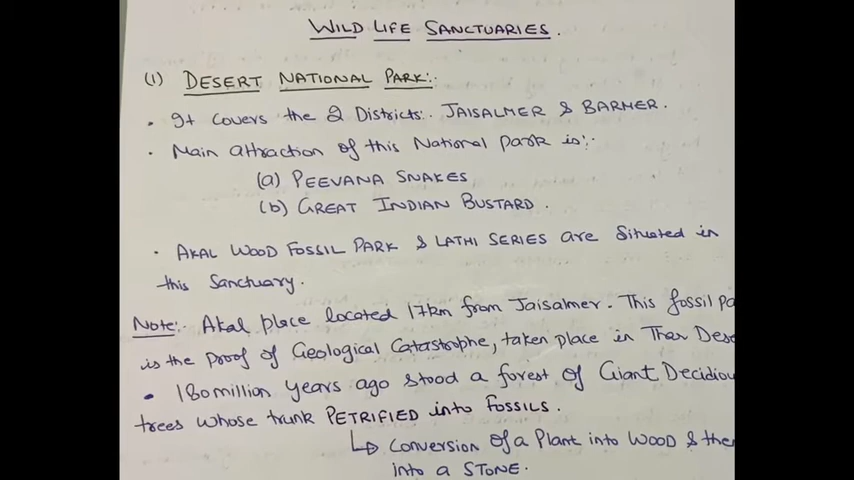 WILD LIFE SANCTUARIES.
(1) DESERT NATIONAL PARK:.
. It covers the 2 Districts:. JAISALMER & BARMER.
. Main attraction of this National park is:.
(a) PEEVANA SNAKES
(b) GREAT INDIAN BUSTARD.
. AKAL WOOD FOSSIL PARK & LATHI SERIES are situated in
this Sanctuary.
Note:. Akal place located 17km from Jaisalmer. This fossil pa
is the proof of Geological Catastrophe, taken place in Thar Dese
• 180 million years ago stood a forest of Giant Decidiou
trees whose trunk PETRIFIED into FOSSILS.
↳ Conversion of a Plant into WOOD & the
into a STONE.